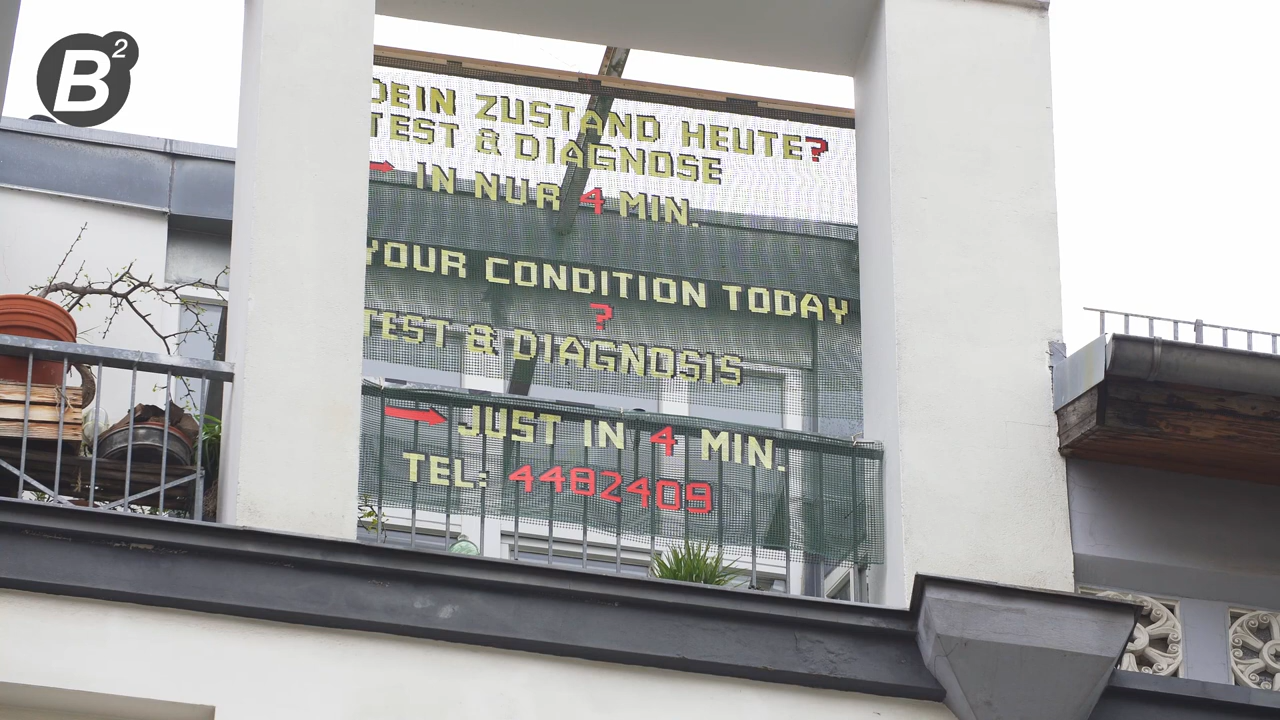 B²
DEIN ZUSTAND HEUTE?
TEST & DIAGNOSE
IN NUR 4 MIN.
YOUR CONDITION TODAY
?
TEST & DIAGNOSIS
JUST IN 4 MIN.
TEL: 4482409